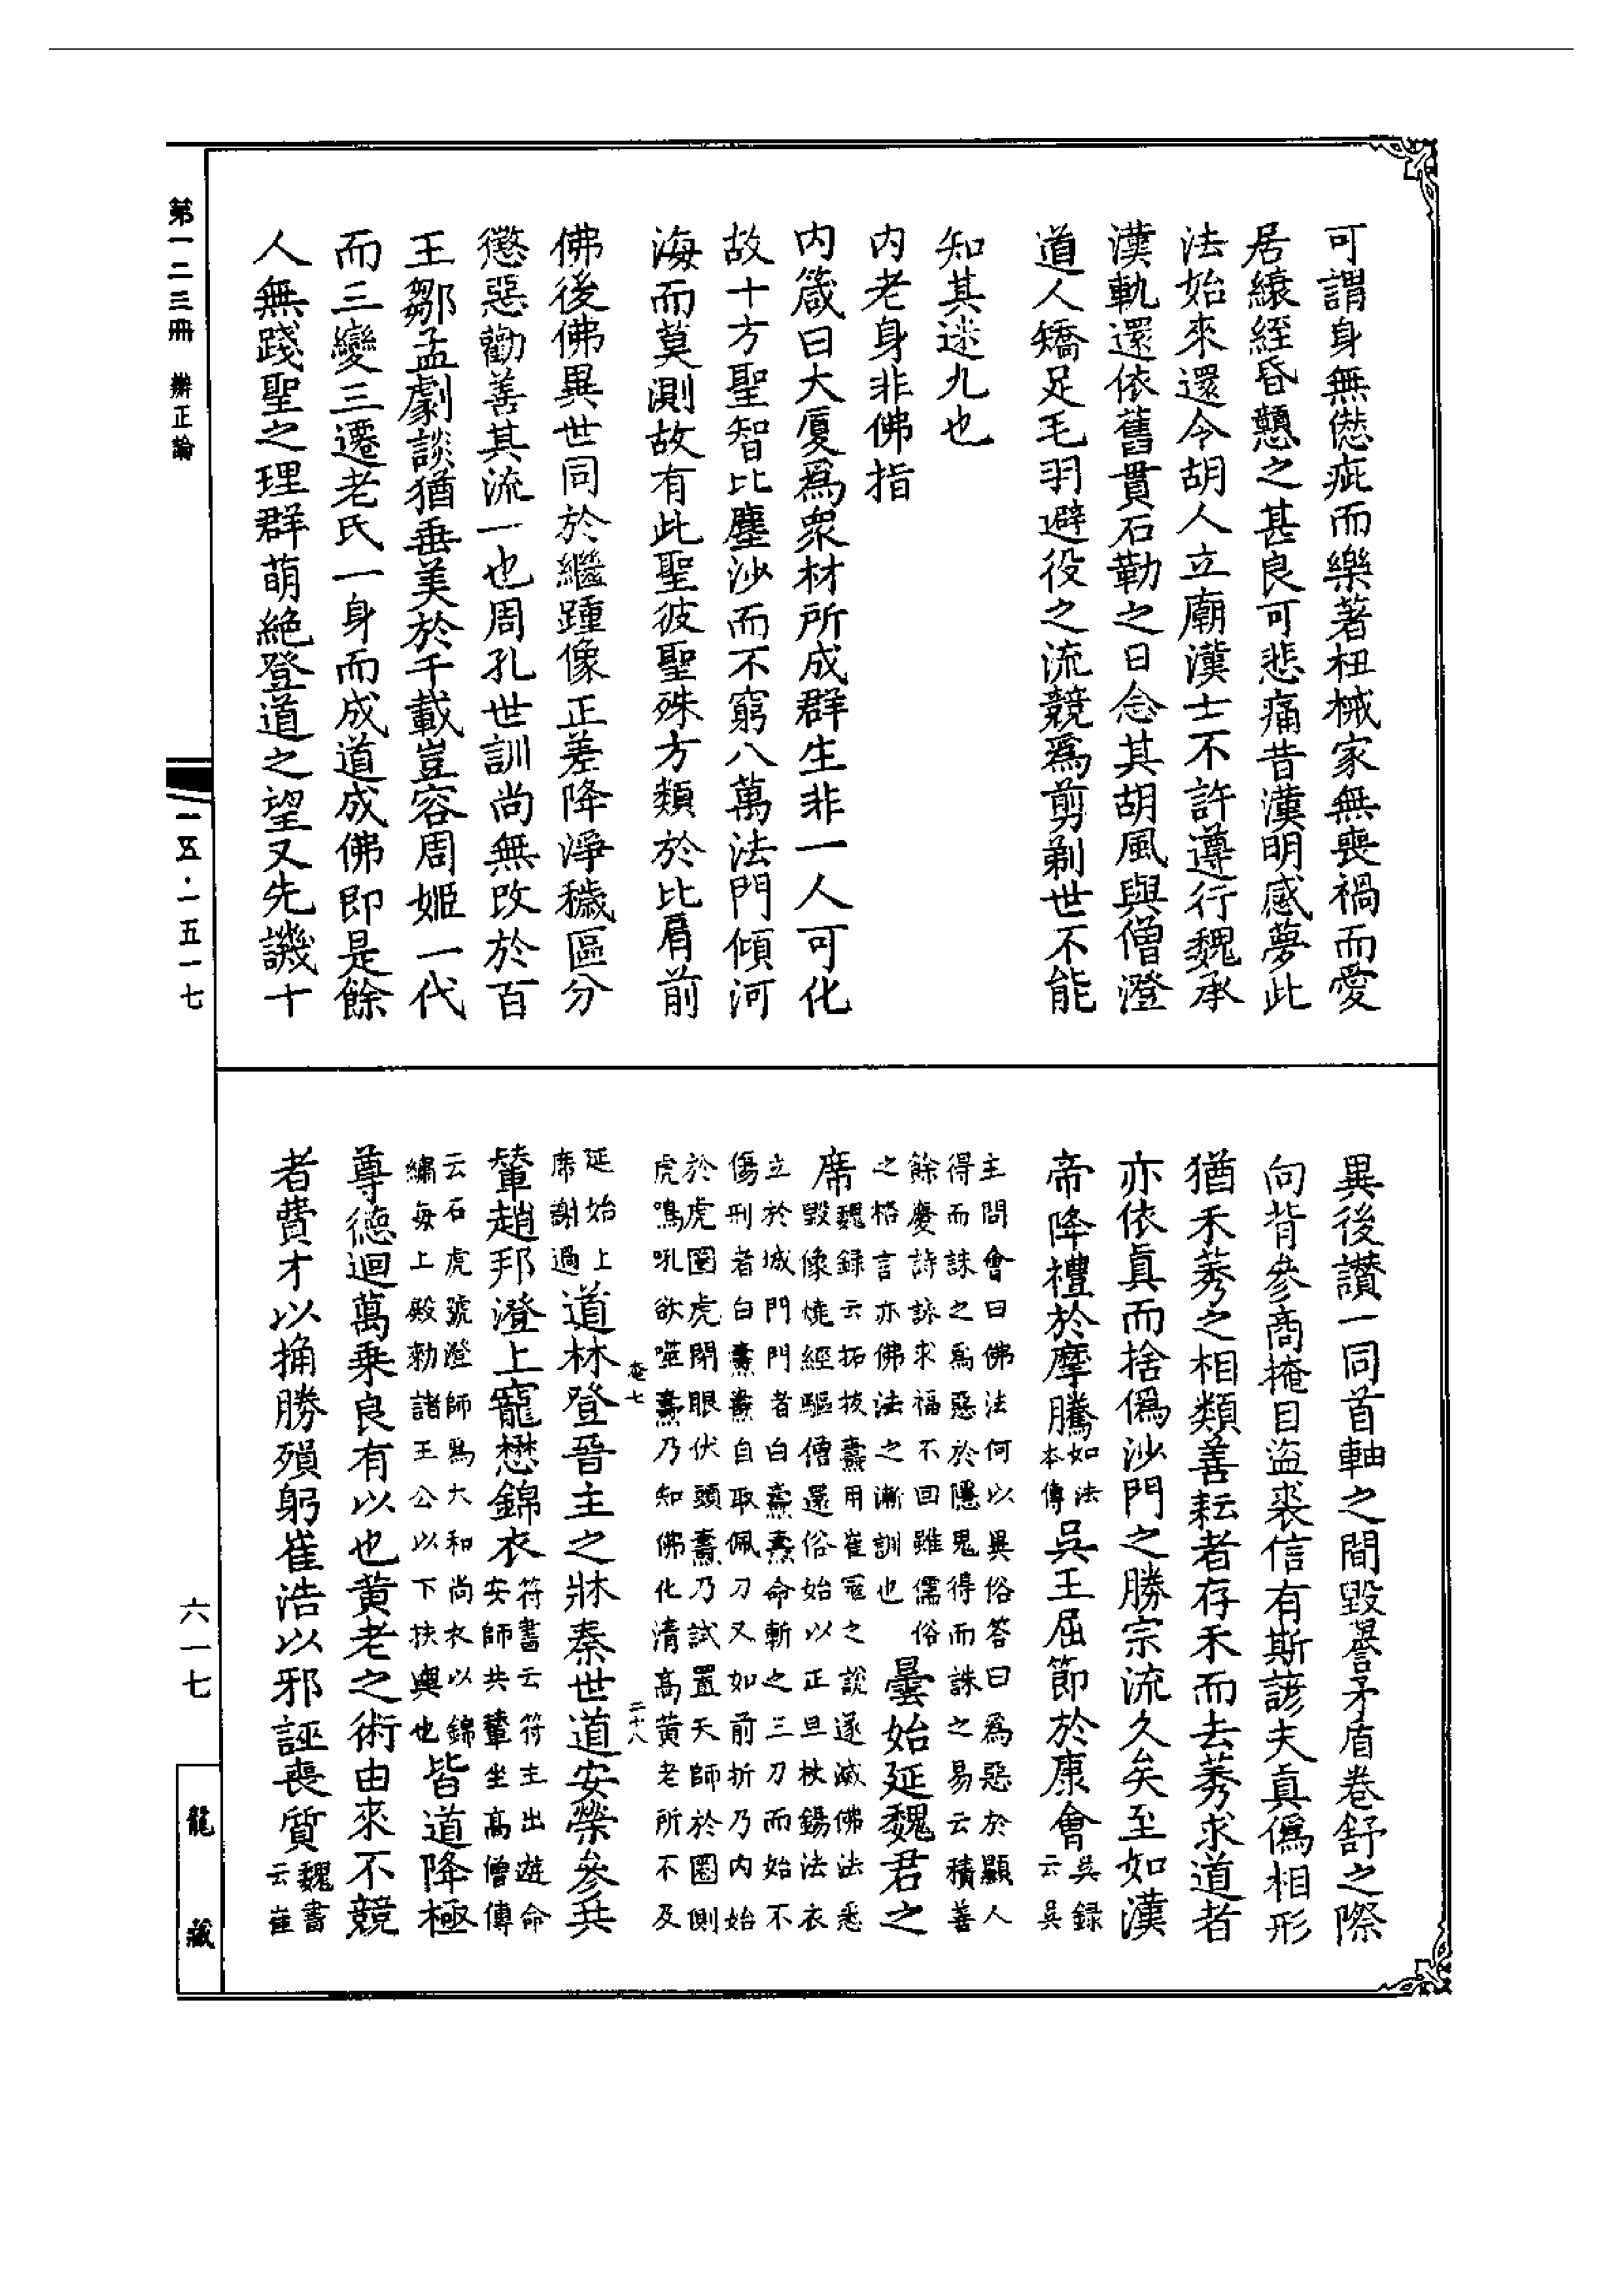 可謂身無愆疵而樂著杻械家無喪禍而愛
居縗絰昏戇之甚良可悲痛昔漢明感夢此
法始來還令胡人立廟漢士不許遵行魏承
漢軌還依舊貫石勒之日念其胡風與僧澄
道人矯足毛羽避役之流競爲剪剃世不能
知其迷九也
内老身非佛指
内箴曰大厦爲衆材所成群生非一人可化
故十方聖智比塵沙而不窮八萬法門傾河
海而莫測故有此聖彼聖殊方類於比肩前
佛後佛異世同於繼踵像正差降淨穢區分
懲惡勸善其流一也周孔世訓尚無改於百
王鄒孟劇談猶垂美於千載豈容周姬一代
而三變三遷老氏一身而成道成佛即是餘
人無踐聖之理群萌絶登道之望又先譏十
異後讃一同首軸之間毀譽矛盾卷舒之際
向背參商掩目盜裘信有斯諺夫真僞相形
猶禾莠之相類善耘者存禾而去莠求道者
亦依真而捨僞沙門之勝宗流久矣至如漢
帝降禮於摩騰如法
本傳吳王屈節於康會吳録
云吳
主問會曰佛法何以異俗答曰爲惡於顯人
得而誅之爲惡於隱鬼得而誅之易云積善
餘慶詩詠求福不回雖儒俗
之格言亦佛法之漸訓也曇始延魏君之
席魏録云拓拔燾用崔寇之說遂滅佛法悉
毀像燒經驅僧還俗始以正旦杖錫法衣
立於城門門者白燾燾命斬之三刀而始不
傷刑者白燾燾自取佩刀又如前折乃内始
於虎圈虎閉眼伏頭燾乃試置天師於圈側
虎鳴吼欲噬燾乃知佛化清高黃老所不及
延始上
席謝過道林登晉主之牀秦世道安榮參共
輦趙邦澄上寵懋錦衣符書云符主出遊命
安師共輦坐高僧傳
云石虎號澄師爲大和尚衣以錦
繡每上殿勅諸王公以下扶輿也皆道降極
尊德迴萬乘良有以也黃老之術由來不競
者費才以捔勝殞躬崔浩以邪誣喪質魏書
云崔
卷七
二十八
第一二三冊　辯正論
一五·一五一七
六一七
龍藏